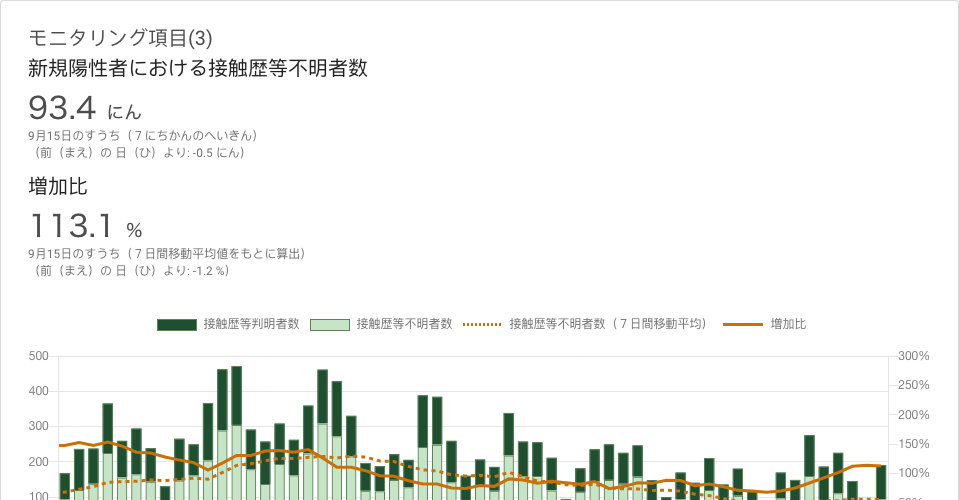 モニタリング項目(3)
新規陽性者における接触歴等不明者数
93.4 にん
9月15日のすうち（７にちかんのへいきん）
（前（まえ）の 日（ひ）より: -0.5 にん）
増加比
113.1 %
9月15日のすうち（７日間移動平均値をもとに算出）
（前（まえ）の 日（ひ）より: -1.2 %）
接触歴等判明者数 接触歴等不明者数 接触歴等不明者数（７日間移動平均） 増加比
500 300%
250%
400
200%
300
150%
200
100%
100